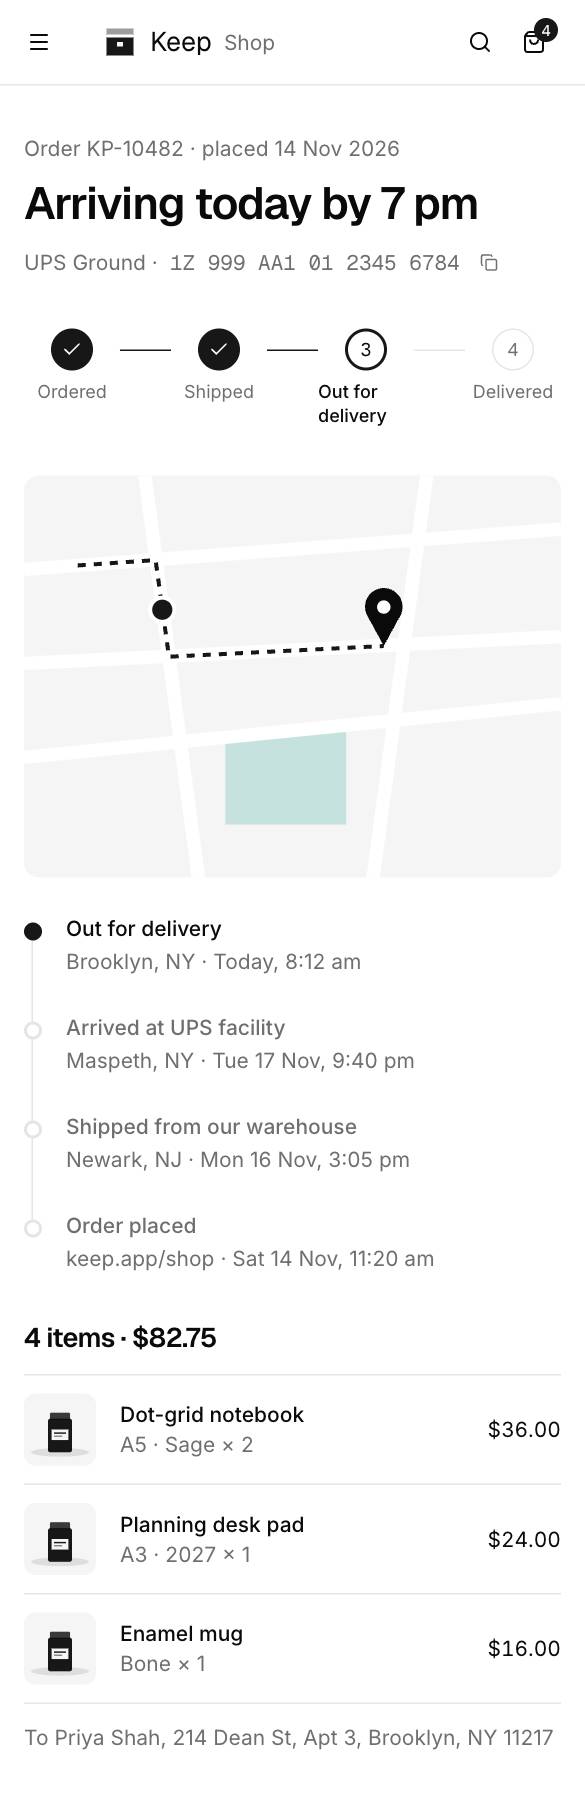 Keep Shop
4
Order KP-10482 · placed 14 Nov 2026
Arriving today by 7 pm
UPS Ground · 1Z 999 AA1 01 2345 6784
3
4
Ordered
Shipped
Out for
delivery
Delivered
Out for delivery
Brooklyn, NY · Today, 8:12 am
Arrived at UPS facility
Maspeth, NY · Tue 17 Nov, 9:40 pm
Shipped from our warehouse
Newark, NJ · Mon 16 Nov, 3:05 pm
Order placed
keep.app/shop · Sat 14 Nov, 11:20 am
4 items · $82.75
Dot-grid notebook
A5 · Sage × 2
$36.00
Planning desk pad
A3 · 2027 × 1
$24.00
Enamel mug
Bone × 1
$16.00
To Priya Shah, 214 Dean St, Apt 3, Brooklyn, NY 11217